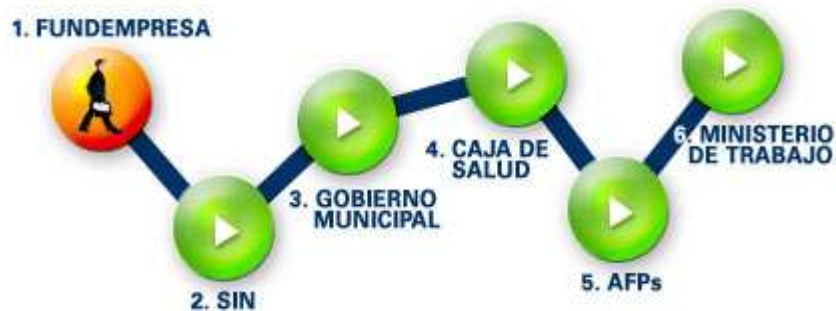 1. FUNDEMPRESA
2. SIN
3. GOBIERNO
MUNICIPAL
4. CAJA DE
SALUD
5. AFPs
6. MINISTERIO
DE TRABAJO